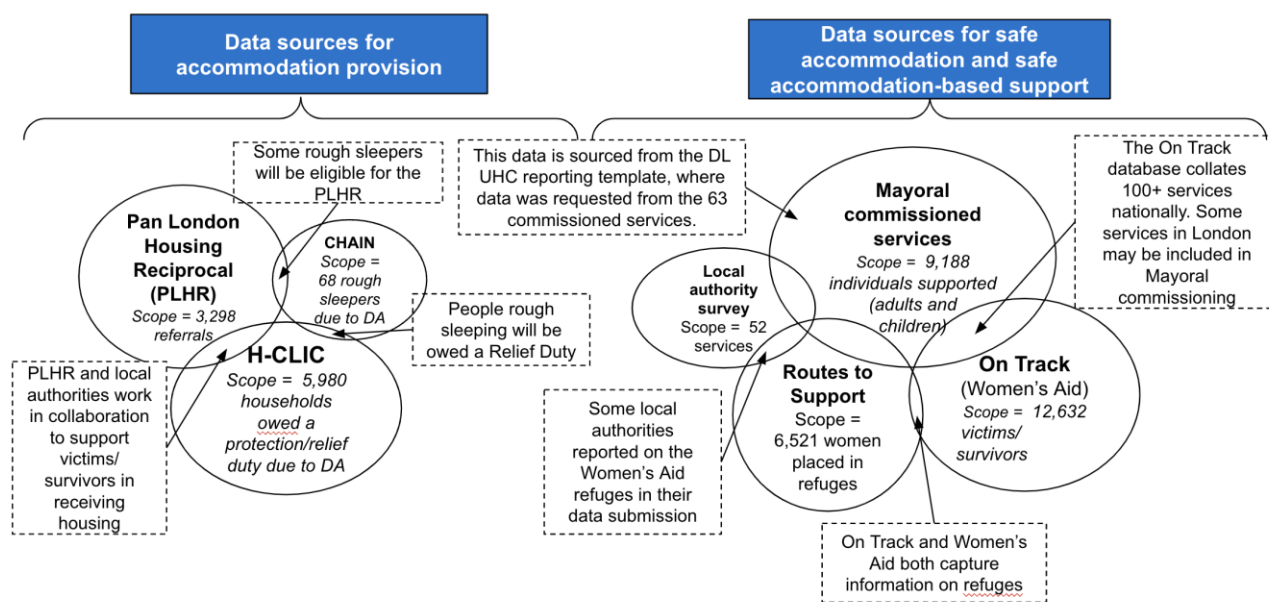 Data sources for
accommodation provision
Data sources for safe
accommodation and safe
accommodation-based support
Some rough sleepers
will be eligible for the
PLHR
This data is sourced from the DL
UHC reporting template, where
data was requested from the 63
commissioned services.
The On Track
database collates
100+ services
nationally. Some
services in London
may be included in
Mayoral
commissioning
Pan London
Housing
Reciprocal
(PLHR)
Scope = 3,298
referrals
CHAIN
Scope =
68 rough
sleepers
due to DA
Mayoral
commissioned
services
Scope = 9,188
individuals supported
(adults and
children)
Local
authority
survey
Scope = 52
services
People rough
sleeping will be
owed a Relief Duty
H-CLIC
Scope = 5,980
households
owed a
protection/relief
duty due to DA
Routes to
Support
Scope =
6,521 women
placed in
refuges
On Track
(Women's Aid)
Scope = 12,632
victims/
survivors
PLHR and local
authorities work
in collaboration
to support
victims/
survivors in
receiving
housing
Some local
authorities
reported on the
Women's Aid
refuges in their
data submission
On Track and Women's
Aid both capture
information on refuges